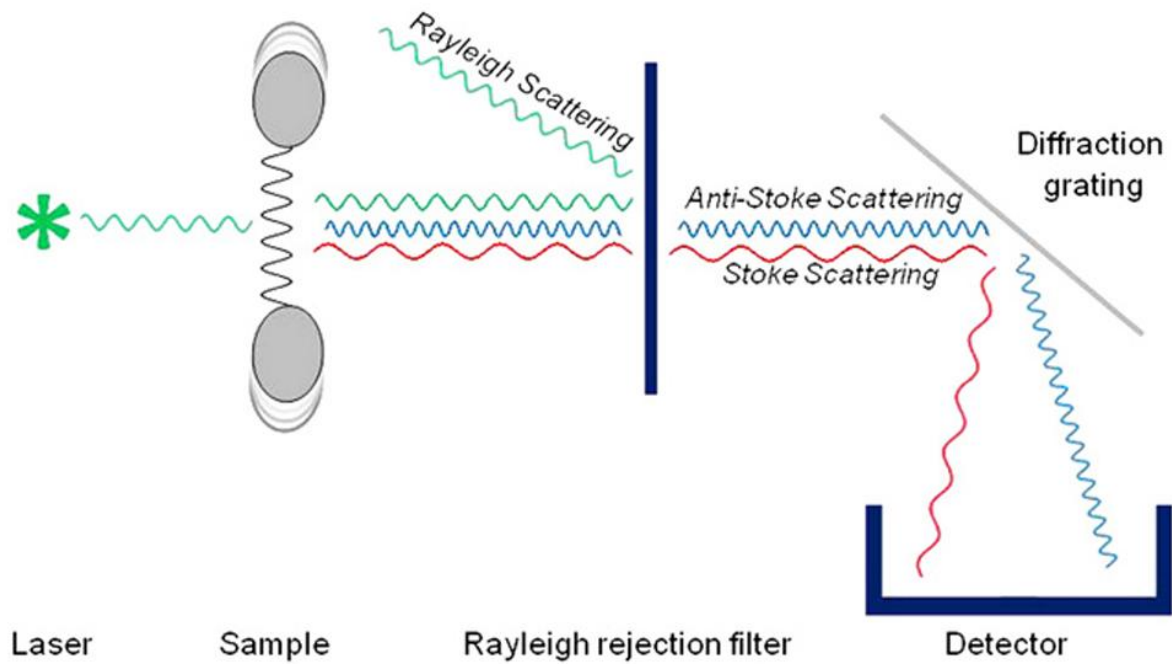 Rayleigh Scattering
Diffraction
grating
Anti-Stoke Scattering
Stoke Scattering
Laser
Sample
Rayleigh rejection filter
Detector